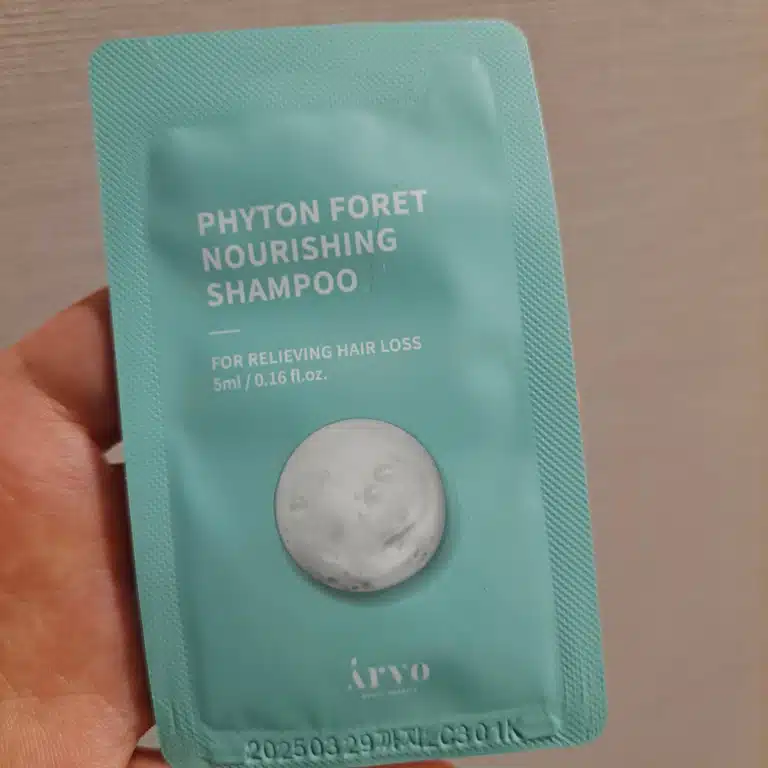 PHYTON FORET
NOURISHING
SHAMPOO
FOR RELIEVING HAIR LOSS
5ml / 0.16 fl.oz.
Árvo
20250329까지 C301K